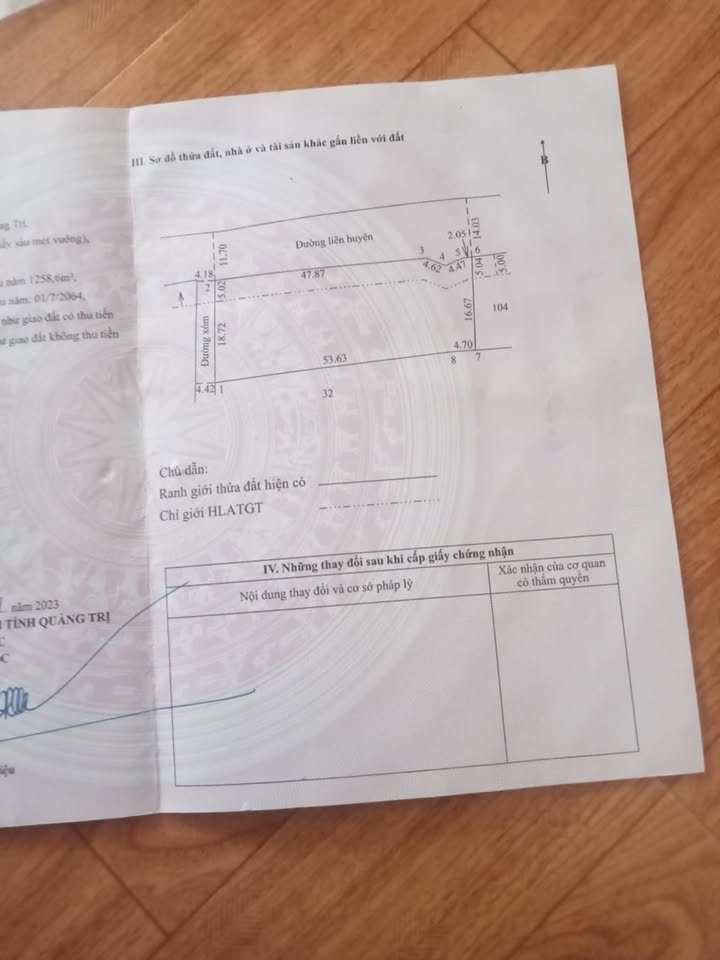 ng Trị.
ảy sáu mét vuông),
u năm 1258,6m²,
u năm; 01/7/2064,
như giao đất có thu tiền
ư giao đất không thu tiền
năm 2023
TỈNH QUẢNG TRỊ
C
C
iệu
III. Sơ đồ thửa đất, nhà ở và tài sản khác gắn liền với đất
B
Đường liên huyện
11.70
2.05
14.03
3
4
5
6
4.18
2
47.87
4.62
4.47
5.04
5.00
5.02
Đường xóm
18.72
16.67
104
53.63
4.70
8
7
4.42
1
32
Chú dẫn:
Ranh giới thửa đất hiện có
Chỉ giới HLATGT
IV. Những thay đổi sau khi cấp giấy chứng nhận
Nội dung thay đổi và cơ sở pháp lý
Xác nhận của cơ quan
có thẩm quyền